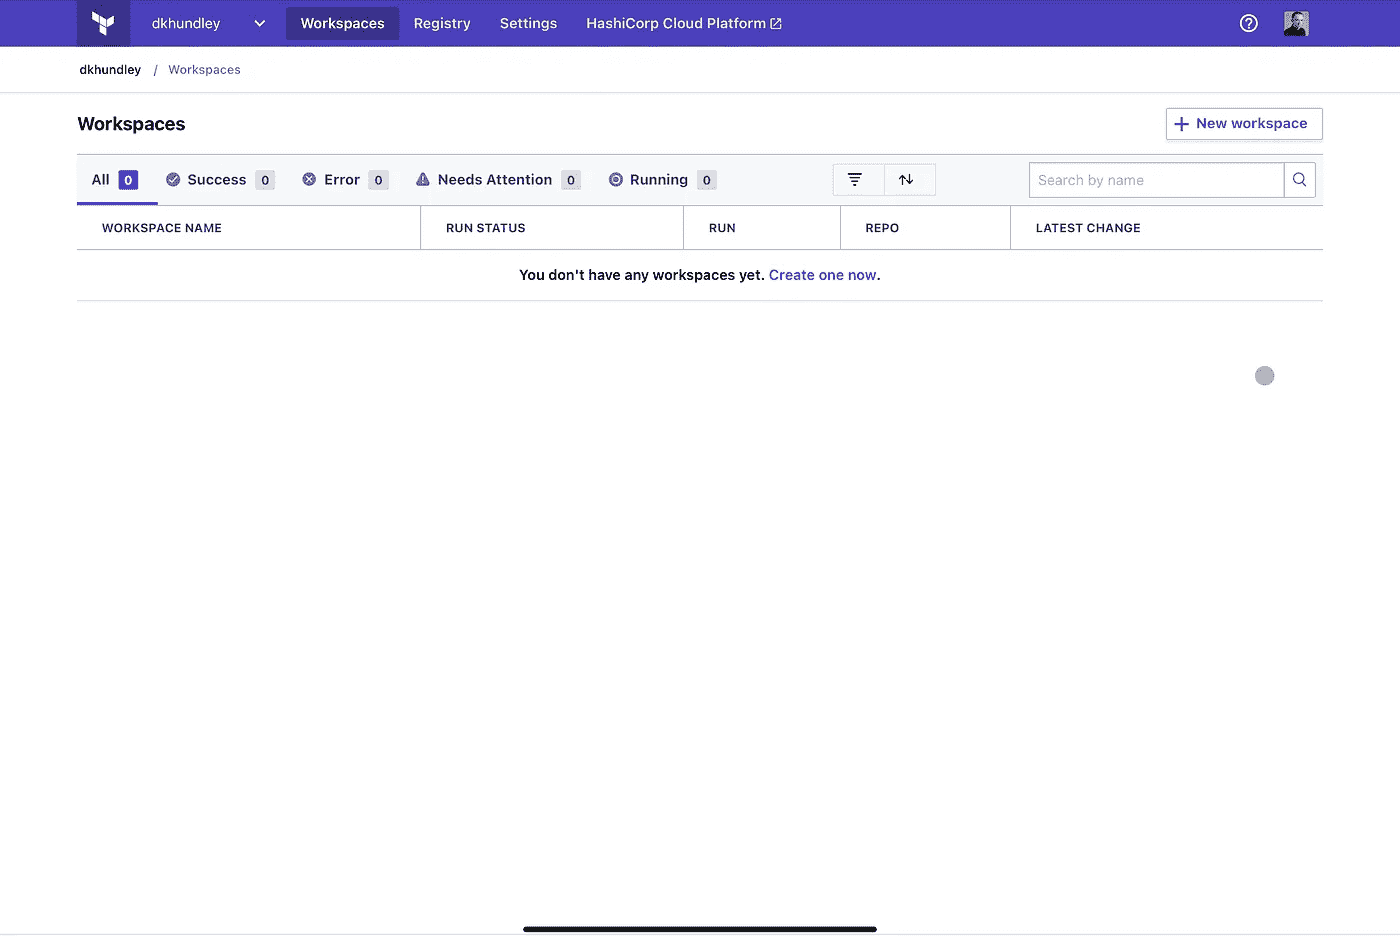 dkhundley Workspaces Registry Settings HashiCorp Cloud Platform
dkhundley / Workspaces
Workspaces
+ New workspace
All 0 Success 0 Error 0 Needs Attention 0 Running 0 Search by name
WORKSPACE NAME RUN STATUS RUN REPO LATEST CHANGE
You don't have any workspaces yet. Create one now.